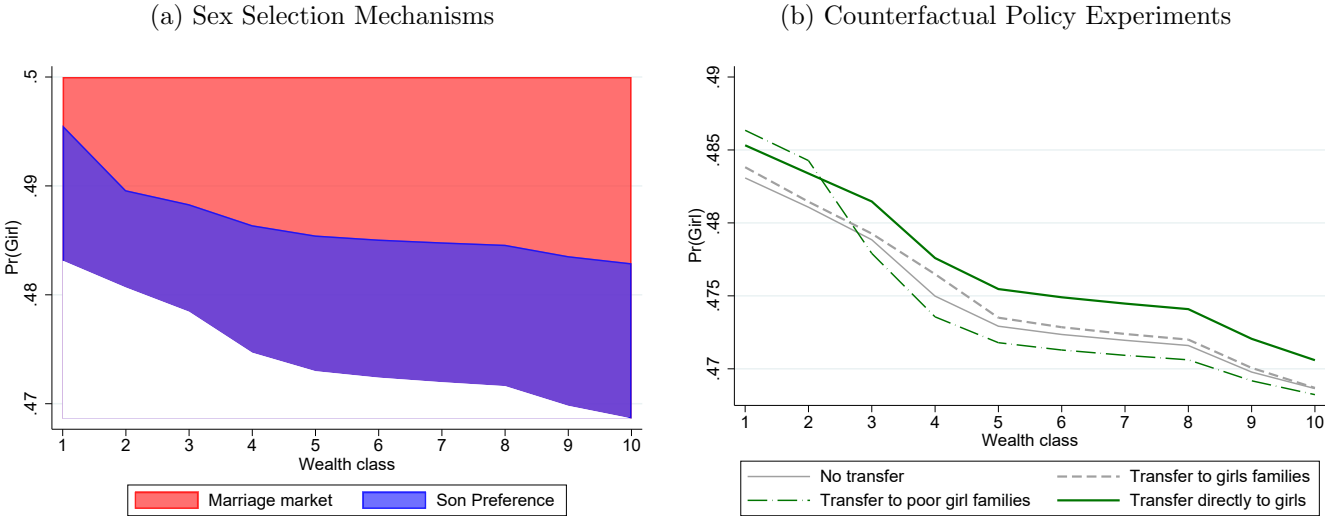 (a) Sex Selection Mechanisms
.5
.49
.48
.47
Pr(Girl)
1 2 3 4 5 6 7 8 9 10
Wealth class
Marriage market Son Preference
(b) Counterfactual Policy Experiments
.49
.485
.48
.475
.47
Pr(Girl)
1 2 3 4 5 6 7 8 9 10
Wealth class
No transfer Transfer to girls families
Transfer to poor girl families Transfer directly to girls